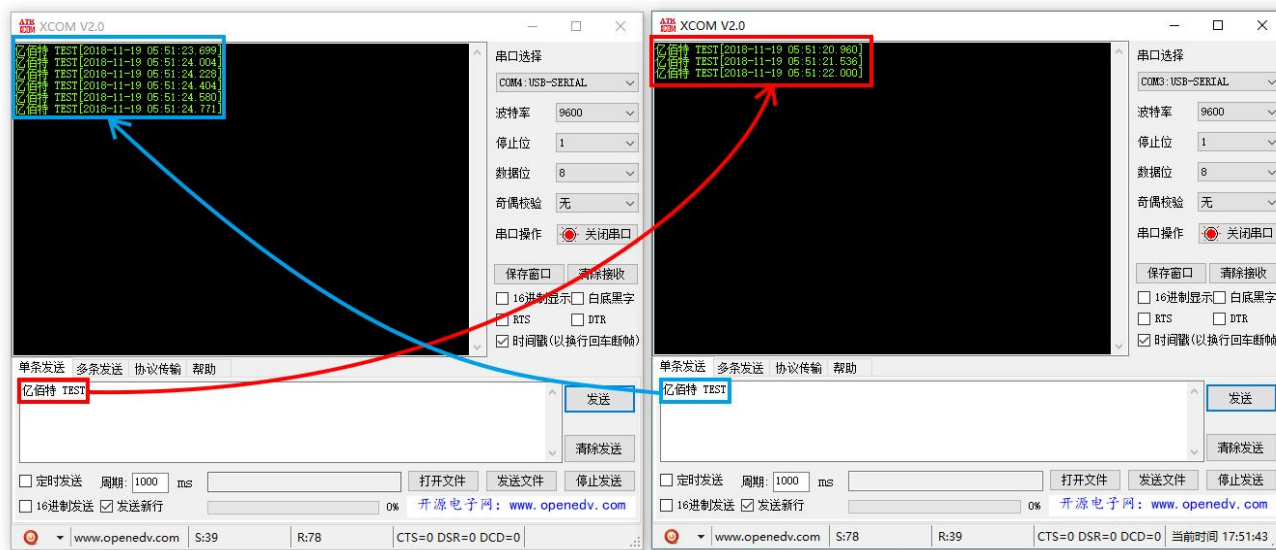 ATK XCOM XCOM V2.0
亿佰特 TEST[2018-11-19 05:51:23.699]
亿佰特 TEST[2018-11-19 05:51:24.004]
亿佰特 TEST[2018-11-19 05:51:24.228]
亿佰特 TEST[2018-11-19 05:51:24.404]
亿佰特 TEST[2018-11-19 05:51:24.580]
亿佰特 TEST[2018-11-19 05:51:24.771]
串口选择
COM4:USB-SERIAL
波特率 9600
停止位 1
数据位 8
奇偶校验 无
串口操作 关闭串口
保存窗口 清除接收
16进制显示 白底黑字
RTS DTR
时间戳(以换行回车断帧)
单条发送 多条发送 协议传输 帮助
亿佰特 TEST
发送
清除发送
定时发送 周期: 1000 ms 打开文件 发送文件 停止发送
16进制发送 发送新行 0% 开源电子网：www.openedv.com
www.openedv.com S:39 R:78 CTS=0 DSR=0 DCD=0
ATK XCOM XCOM V2.0
亿佰特 TEST[2018-11-19 05:51:20.960]
亿佰特 TEST[2018-11-19 05:51:21.536]
亿佰特 TEST[2018-11-19 05:51:22.000]
串口选择
COM3:USB-SERIAL
波特率 9600
停止位 1
数据位 8
奇偶校验 无
串口操作 关闭串口
保存窗口 清除接收
16进制显示 白底黑字
RTS DTR
时间戳(以换行回车断帧
单条发送 多条发送 协议传输 帮助
亿佰特 TEST
发送
清除发送
定时发送 周期: 1000 ms 打开文件 发送文件 停止发送
16进制发送 发送新行 0% 开源电子网：www.openedv.com
www.openedv.com S:78 R:39 CTS=0 DSR=0 DCD=0 当前时间 17:51:43